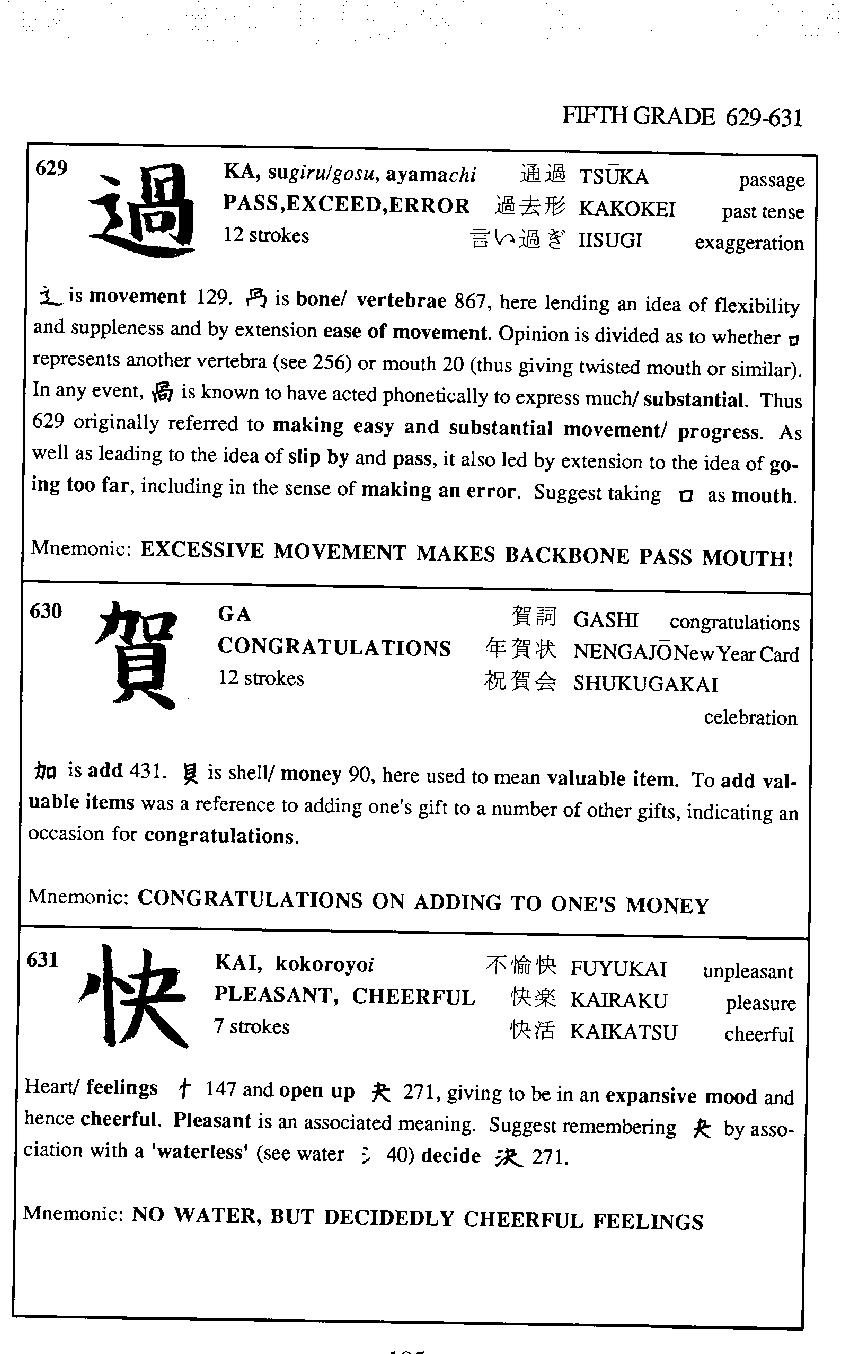 FIFTH GRADE 629-631
629 過 KA, sugiru/gosu, ayamachi 通過 TSŪKA passage
PASS,EXCEED,ERROR 過去形 KAKOKEI past tense
12 strokes 言い過ぎ IISUGI exaggeration
辶 is movement 129. 咼 is bone/ vertebrae 867, here lending an idea of flexibility
and suppleness and by extension ease of movement. Opinion is divided as to whether 口
represents another vertebra (see 256) or mouth 20 (thus giving twisted mouth or similar).
In any event, 咼 is known to have acted phonetically to express much/ substantial. Thus
629 originally referred to making easy and substantial movement/ progress. As
well as leading to the idea of slip by and pass, it also led by extension to the idea of go-
ing too far, including in the sense of making an error. Suggest taking 口 as mouth.
Mnemonic: EXCESSIVE MOVEMENT MAKES BACKBONE PASS MOUTH!
630 賀 GA 賀詞 GASHI congratulations
CONGRATULATIONS 年賀状 NENGAJŌ New Year Card
12 strokes 祝賀会 SHUKUGAKAI
celebration
加 is add 431. 貝 is shell/ money 90, here used to mean valuable item. To add val-
uable items was a reference to adding one's gift to a number of other gifts, indicating an
occasion for congratulations.
Mnemonic: CONGRATULATIONS ON ADDING TO ONE'S MONEY
631 快 KAI, kokoroyoi 不愉快 FUYUKAI unpleasant
PLEASANT, CHEERFUL 快楽 KAIRAKU pleasure
7 strokes 快活 KAIKATSU cheerful
Heart/ feelings 忄 147 and open up 夬 271, giving to be in an expansive mood and
hence cheerful. Pleasant is an associated meaning. Suggest remembering 夬 by asso-
ciation with a 'waterless' (see water 氵 40) decide 決 271.
Mnemonic: NO WATER, BUT DECIDEDLY CHEERFUL FEELINGS